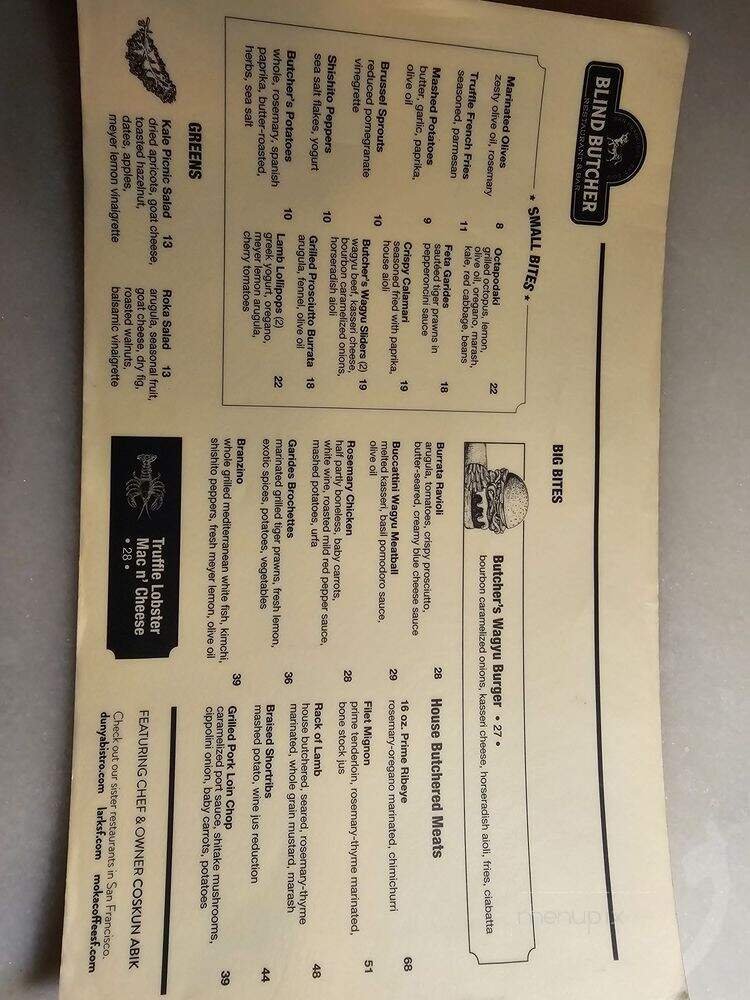 BLIND BUTCHER
RESTAURANT & BAR
★ SMALL BITES ★
Marinated Olives 8
zesty olive oil, rosemary
Truffle French Fries 11
seasoned, parmesan
Mashed Potatoes 9
butter, garlic, paprika,
olive oil
Brussel Sprouts 10
reduced pomegranate
vinegrette
Shishito Peppers 10
sea salt flakes, yogurt
Butcher's Potatoes 10
whole, rosemary, spanish
paprika, butter-roasted,
herbs, sea salt
Octapodaki 22
grilled octopus, lemon,
olive oil, oregano, marash,
kale, red cabbage, beans
Feta Garides 18
sautéed tiger prawns in
pepperoncini sauce
Crispy Calamari 19
seasoned fried with paprika,
house aioli
Butcher's Wagyu Sliders (2) 19
wagyu beef, kasseri cheese,
bourbon caramelized onions,
horseradish aioli
Grilled Prosciutto Burrata 18
arugula, fennel, olive oil
Lamb Lollipops (2) 22
greek yogurt, oregano,
meyer lemon arugula,
cherry tomatoes
GREENS
Kale Picnic Salad 13
dried apricots, goat cheese,
toasted hazelnut,
dates, apples,
meyer lemon vinaigrette
Roka Salad 13
arugula, seasonal fruit,
goat cheese, dry fig,
roasted walnuts,
balsamic vinaigrette
BIG BITES
Butcher's Wagyu Burger • 27 •
bourbon caramelized onions, kasseri cheese, horseradish aioli, fries, ciabatta
Burrata Ravioli 28
arugula, tomatoes, crispy prosciutto,
butter-seared, creamy blue cheese sauce
Buccattini Wagyu Meatball 29
melted kasseri, basil pomodoro sauce,
olive oil
Rosemary Chicken 28
half partly boneless, baby carrots,
white wine, roasted mild red pepper sauce,
mashed potatoes, urfa
Garides Brochettes 36
marinated grilled tiger prawns, fresh lemon,
exotic spices, potatoes, vegetables
Branzino 39
whole grilled mediterranean white fish, kimchi,
shishito peppers, fresh meyer lemon, olive oil
Truffle Lobster
Mac n' Cheese
• 28 •
House Butchered Meats
16 oz. Prime Ribeye 68
rosemary-oregano marinated, chimichurri
Filet Mignon 51
prime tenderloin, rosemary-thyme marinated,
bone stock jus
Rack of Lamb 48
house butchered, seared, rosemary-thyme
marinated, whole grain mustard, marash
Braised Shortribs 44
mashed potato, wine jus reduction
Grilled Pork Loin Chop 39
caramelized port sauce, shitake mushrooms,
cippolini onion, baby carrots, potatoes
FEATURING CHEF & OWNER COSKUN ABIK
Check out our sister restaurants in San Francisco.
dunyabistro.com larksf.com mokacoffeesf.com